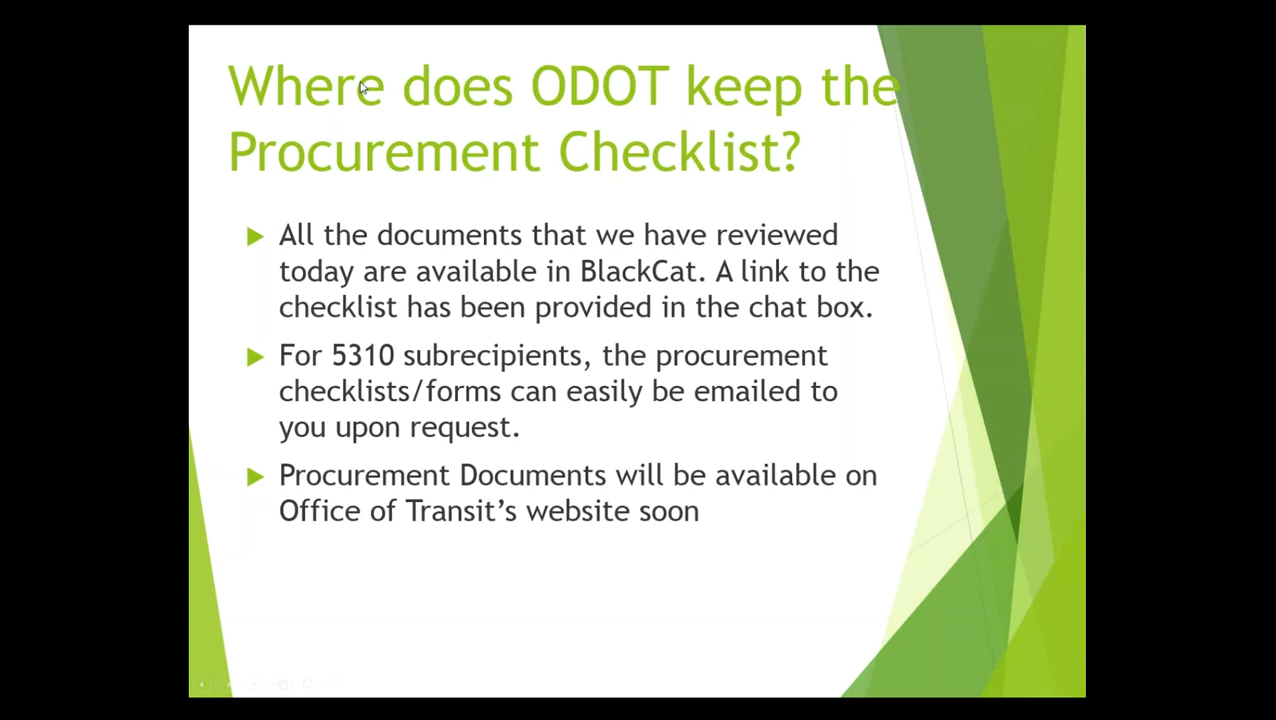 Where does ODOT keep the
Procurement Checklist?
All the documents that we have reviewed
today are available in BlackCat. A link to the
checklist has been provided in the chat box.
For 5310 subrecipients, the procurement
checklists/forms can easily be emailed to
you upon request.
Procurement Documents will be available on
Office of Transit’s website soon